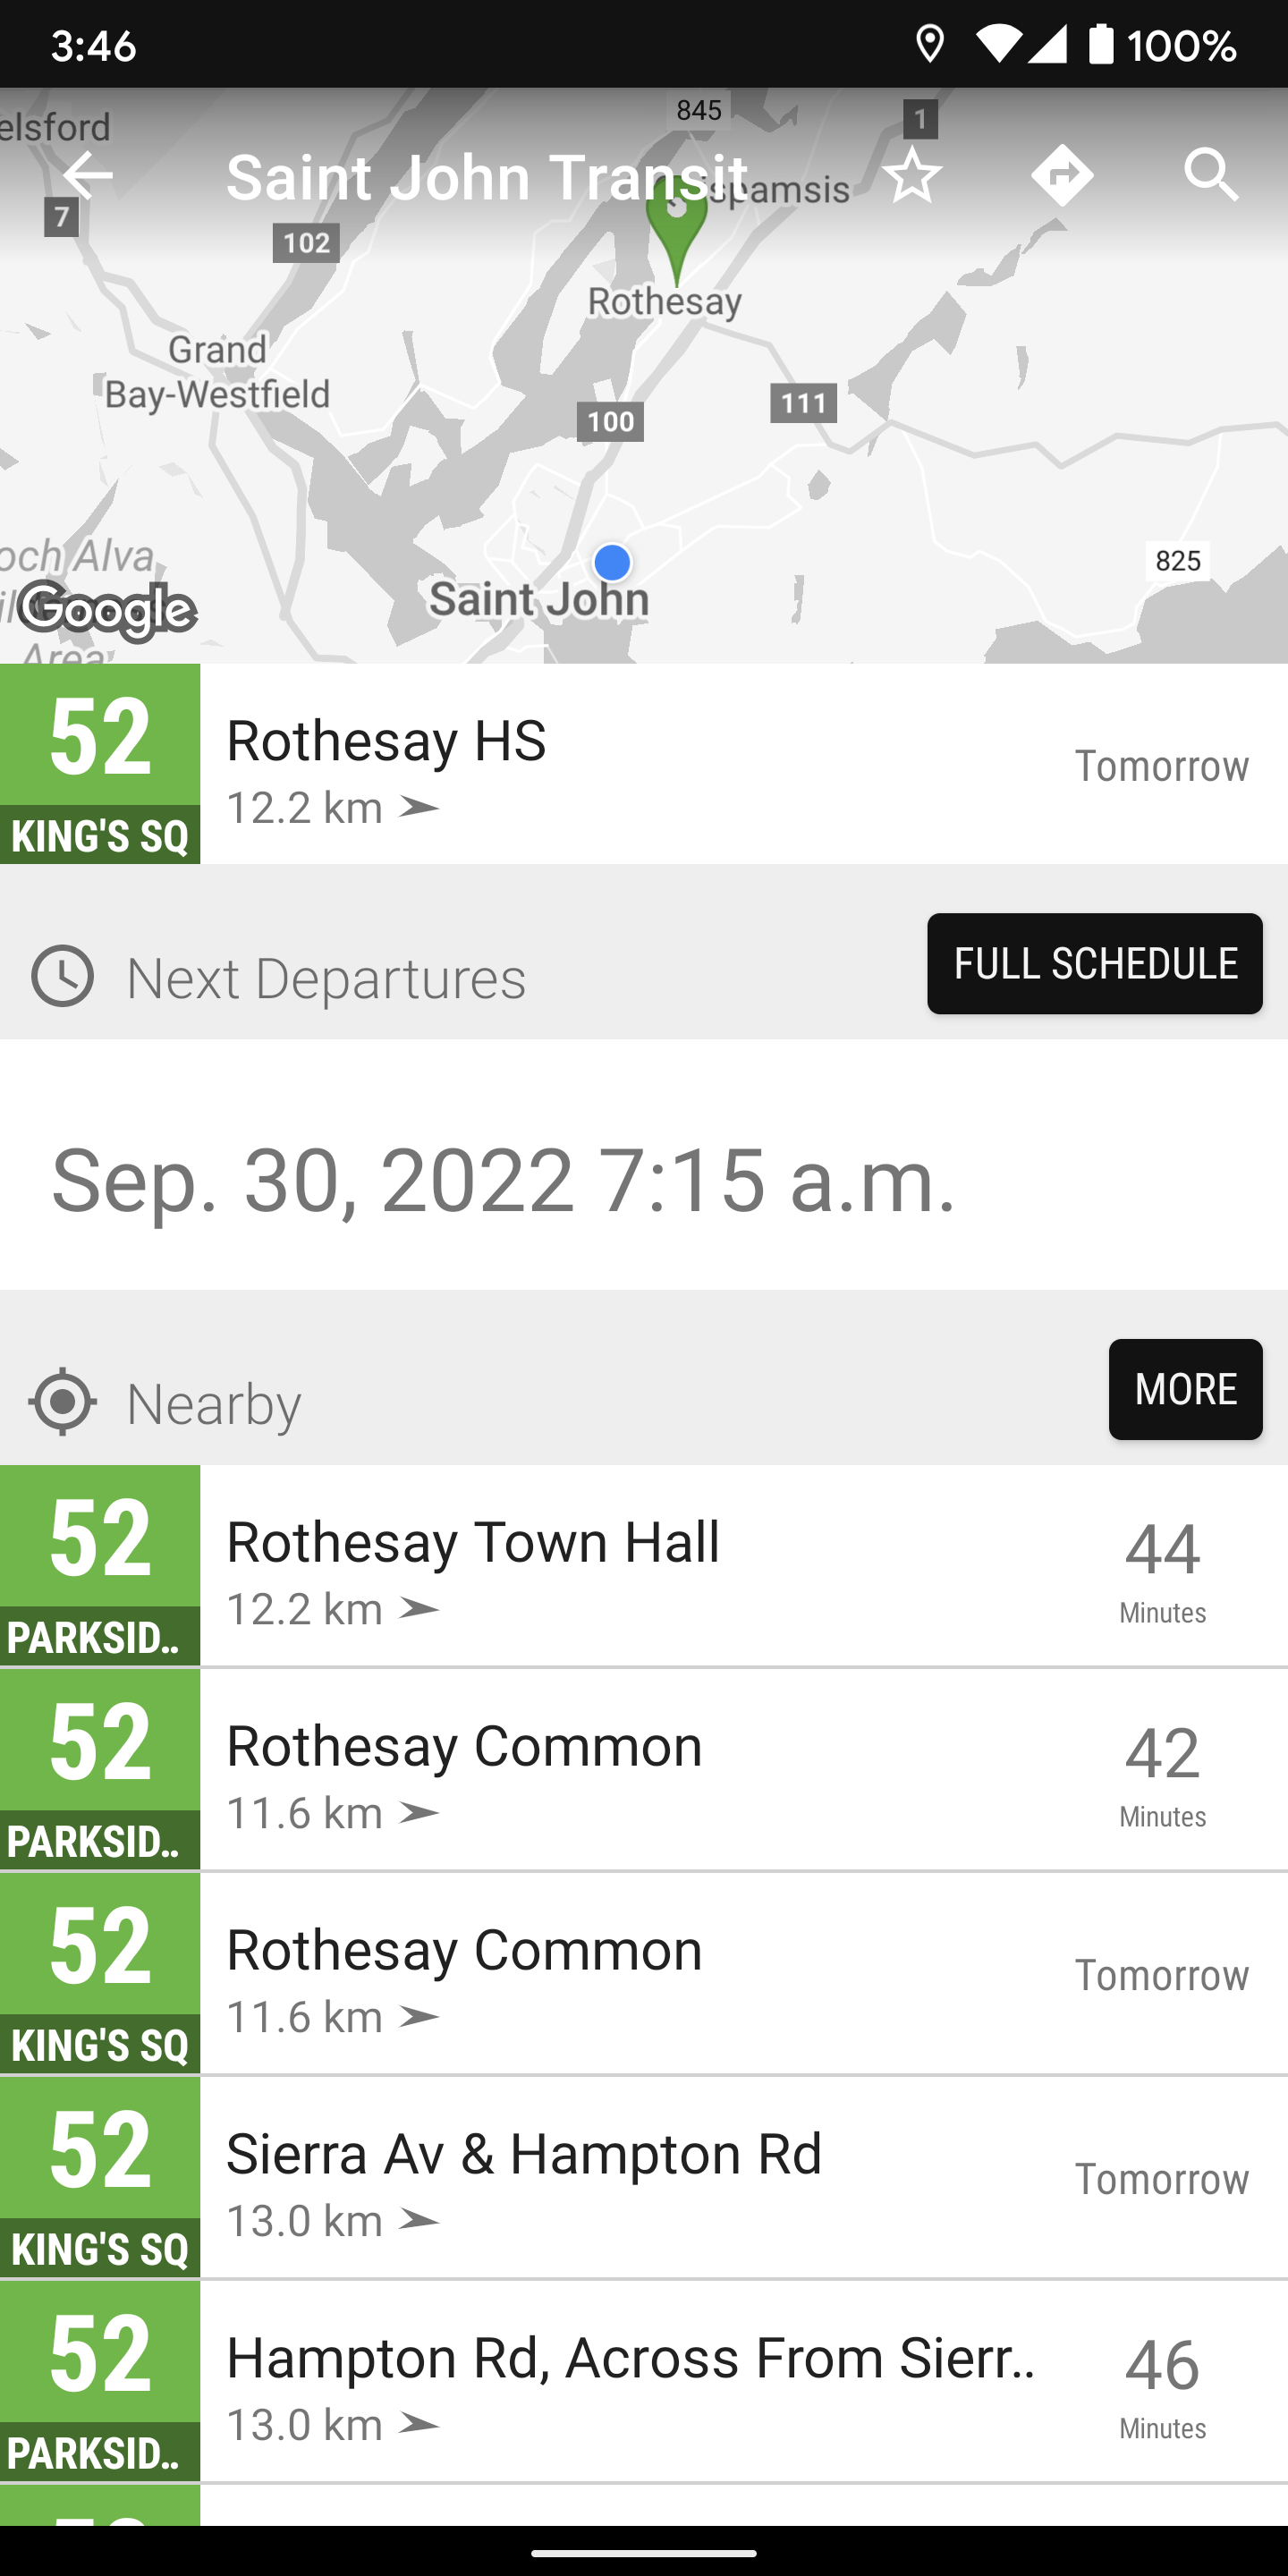 3:46
100%
elsford
845
1
Saint John Transit
spamsis
7
102
Rothesay
Grand
Bay-Westfield
111
100
och Alva
825
Google
Saint John
Area
52
Rothesay HS
12.2 km
Tomorrow
KING'S SQ
Next Departures
FULL SCHEDULE
Sep. 30, 2022 7:15 a.m.
Nearby
MORE
52
Rothesay Town Hall
12.2 km
44
Minutes
PARKSID..
52
Rothesay Common
11.6 km
42
Minutes
PARKSID..
52
Rothesay Common
11.6 km
Tomorrow
KING'S SQ
52
Sierra Av & Hampton Rd
13.0 km
Tomorrow
KING'S SQ
52
Hampton Rd, Across From Sierr..
13.0 km
46
Minutes
PARKSID..